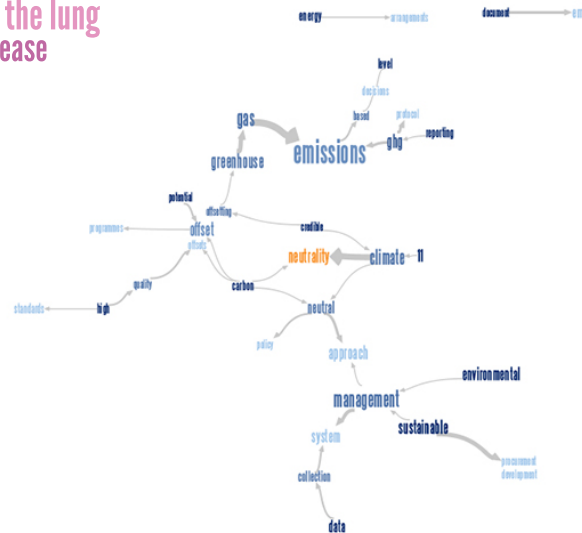 the lung
ease
energy
arrangements
document
level
decisions
based
protocol
gas
ghg
reporting
emissions
greenhouse
potential
offsetting
programmes
offset
credible
offsets
neutrality
climate
11
quality
carbon
standards
high
neutral
policy
approach
environmental
management
sustainable
system
procurement
development
collection
data